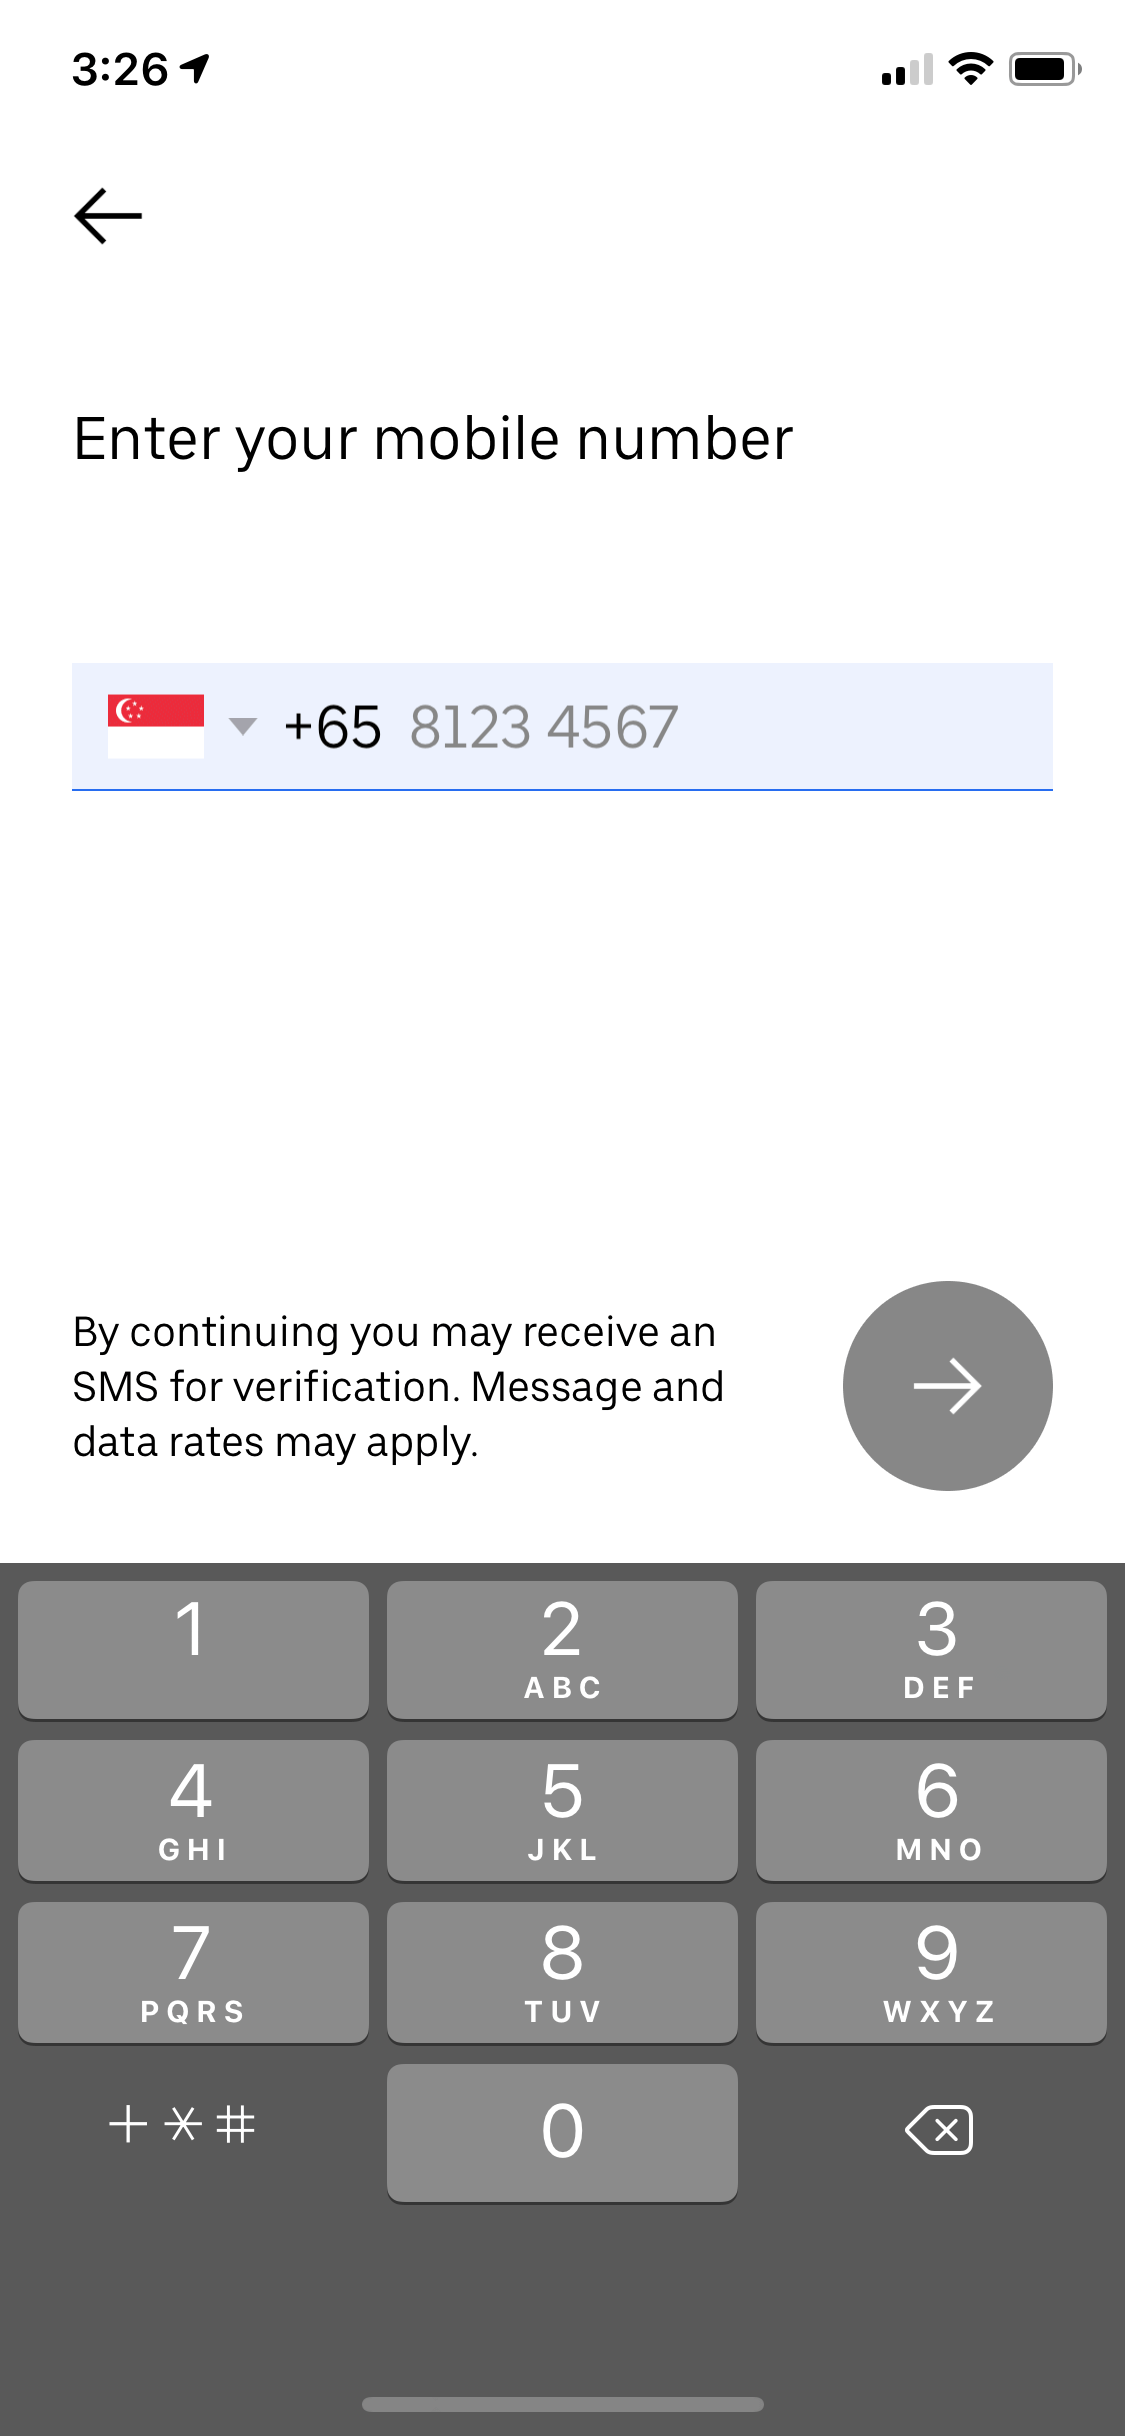 3:26
Enter your mobile number
+65 8123 4567
By continuing you may receive an
SMS for verification. Message and
data rates may apply.
1 2 3
ABC DEF
4 5 6
GHI JKL MNO
7 8 9
PQRS TUV WXYZ
+*# 0